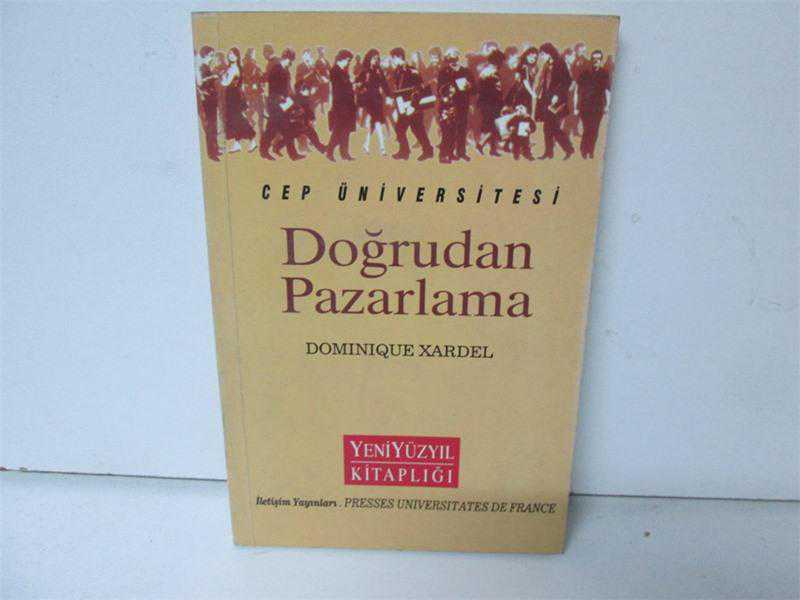 CEP ÜNİVERSİTESİ
Doğrudan
Pazarlama
DOMINIQUE XARDEL
YENİYÜZYIL
KİTAPLIĞI
İletişim Yayınları . PRESSES UNIVERSITATES DE FRANCE